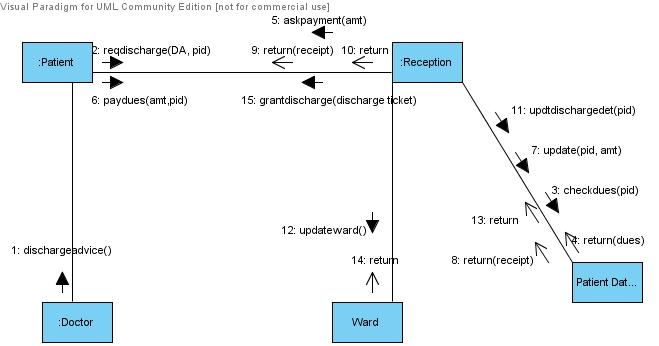 Visual Paradigm for UML Community Edition [not for commercial use]
5: askpayment(amt)
2: reqdischarge(DA, pid)
9: return(receipt)
10: return
:Patient
:Reception
6: paydues(amt,pid)
15: grantdischarge(discharge ticket)
11: updtdischargedet(pid)
7: update(pid, amt)
3: checkdues(pid)
13: return
12: updateward()
4: return(dues)
1: dischargeadvice()
14: return
8: return(receipt)
Patient Dat...
:Doctor
Ward